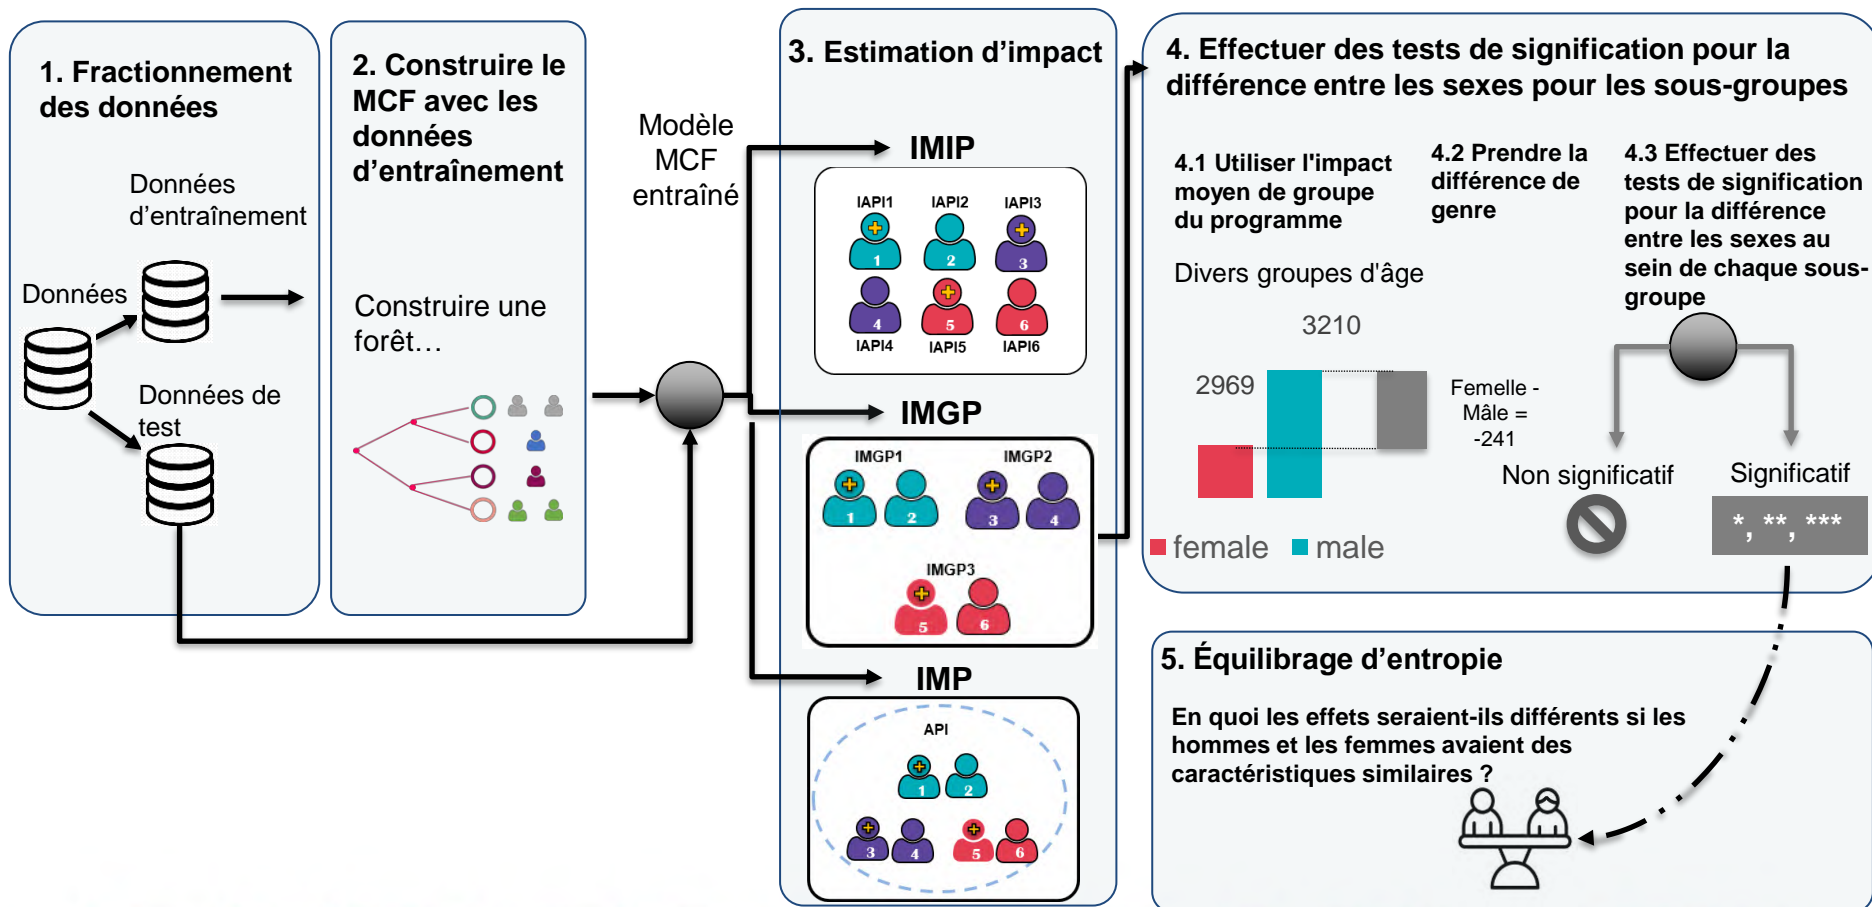 1. Fractionnement
des données
Données
d’entraînement
Données
Données de
test
2. Construire le
MCF avec les
données
d’entraînement
Construire une
forêt…
Modèle
MCF
entraîné
3. Estimation d’impact
IMIP
IAPI1
IAPI2
IAPI3
1
2
3
4
5
6
IAPI4
IAPI5
IAPI6
IMGP
IMGP1
IMGP2
1
2
3
4
IMGP3
5
6
IMP
API
1
2
3
4
5
6
4. Effectuer des tests de signification pour la
différence entre les sexes pour les sous-groupes
4.1 Utiliser l'impact
moyen de groupe
du programme
Divers groupes d'âge
3210
2969
female
male
4.2 Prendre la
différence de
genre
Femelle -
Mâle =
-241
4.3 Effectuer des
tests de signification
pour la différence
entre les sexes au
sein de chaque sous-
groupe
Non significatif
Significatif
*, **, ***
5. Équilibrage d’entropie
En quoi les effets seraient-ils différents si les
hommes et les femmes avaient des
caractéristiques similaires ?